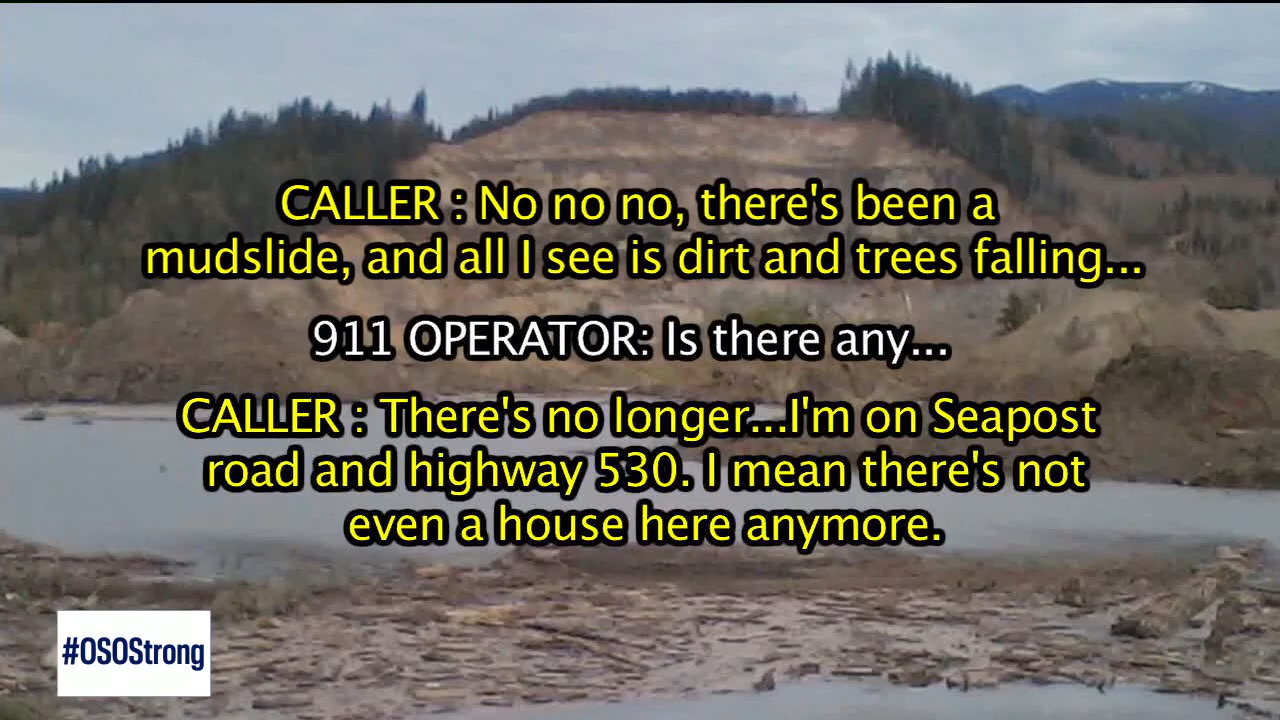 CALLER : No no no, there's been a
mudslide, and all I see is dirt and trees falling...
911 OPERATOR: Is there any...
CALLER : There's no longer...I'm on Seapost
road and highway 530. I mean there's not
even a house here anymore.
#OSOStrong